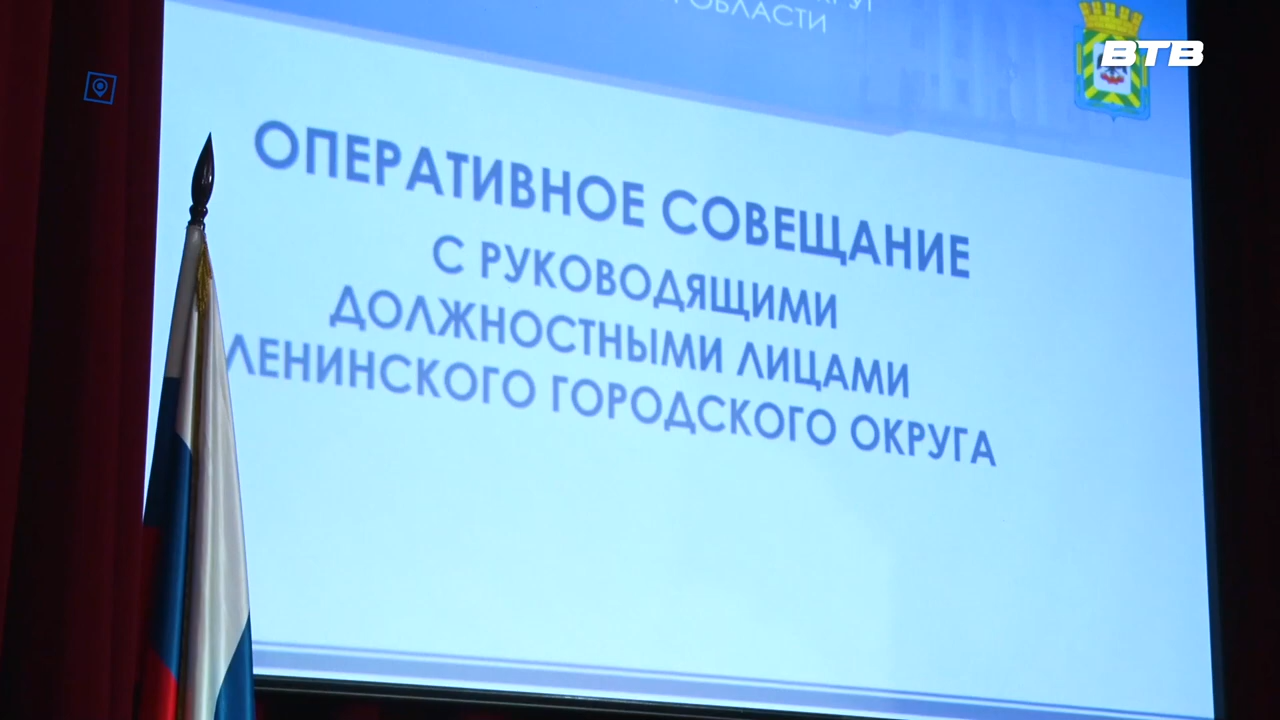 ОБЛАСТИ
ВТВ
ОПЕРАТИВНОЕ СОВЕЩАНИЕ
С РУКОВОДЯЩИМИ
ДОЛЖНОСТНЫМИ ЛИЦАМИ
ЛЕНИНСКОГО ГОРОДСКОГО ОКРУГА